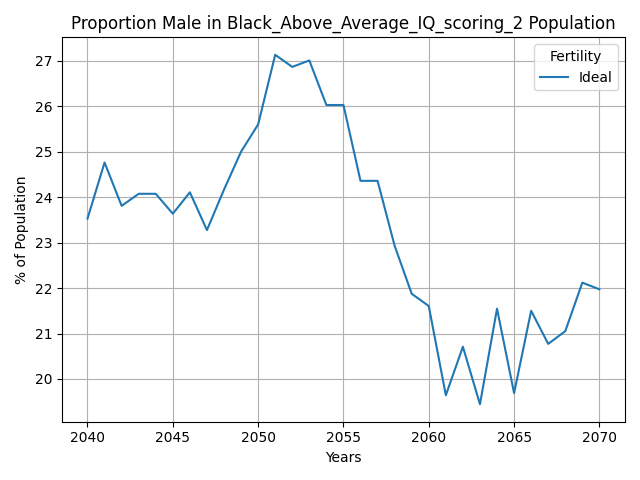 Proportion Male in Black_Above_Average_IQ_scoring_2 Population
Fertility
Ideal
% of Population
27
26
25
24
23
22
21
20
2040 2045 2050 2055 2060 2065 2070
Years